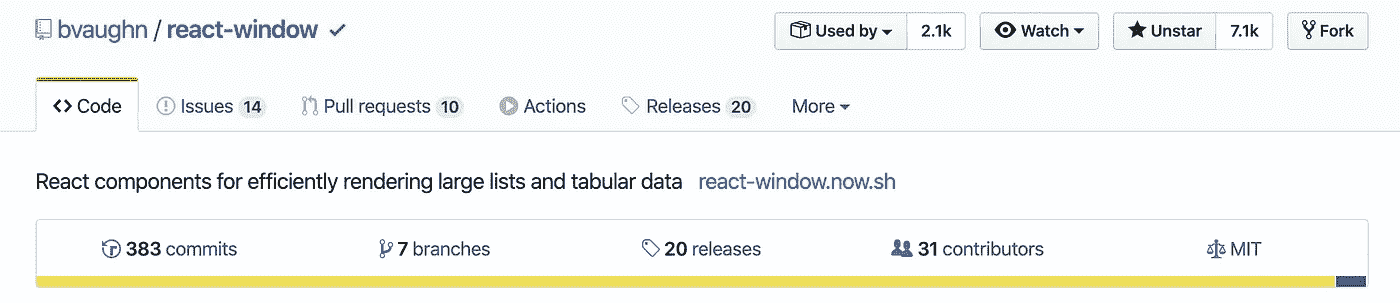 bvaughn / react-window Used by 2.1k Watch Unstar 7.1k Fork
Code Issues 14 Pull requests 10 Actions Releases 20 More
React components for efficiently rendering large lists and tabular data react-window.now.sh
383 commits 7 branches 20 releases 31 contributors MIT